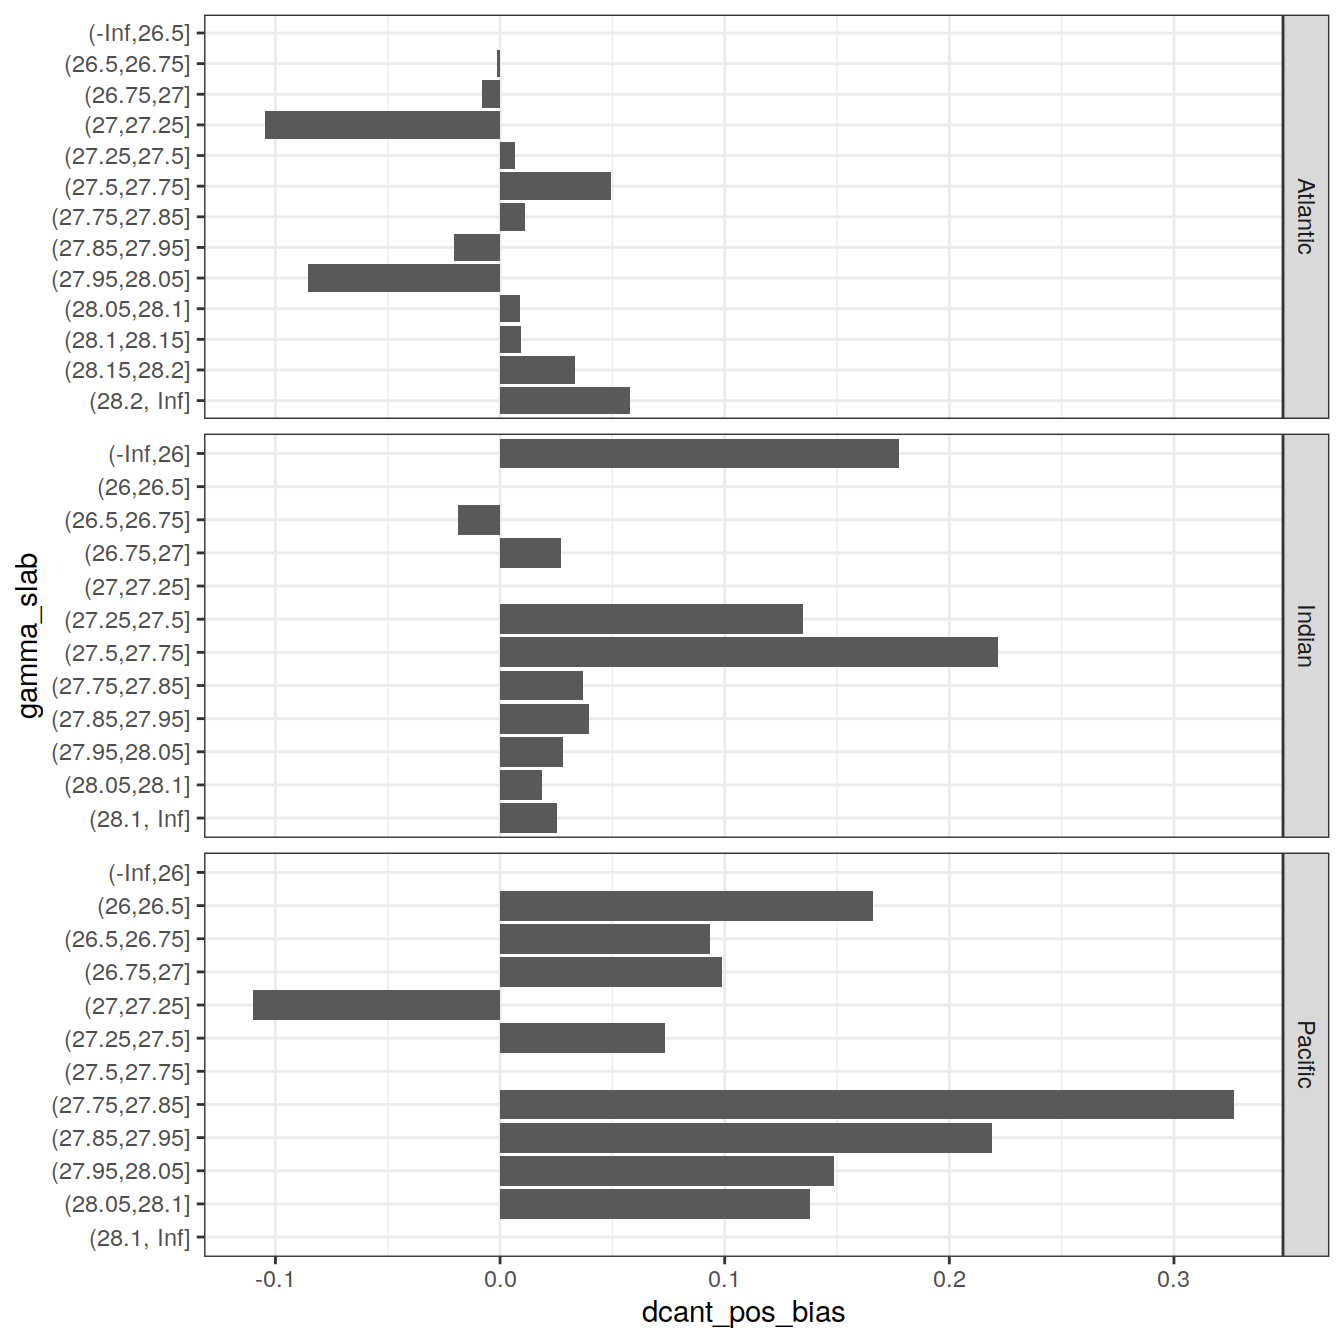 (-Inf,26.5]
(26.5,26.75]
(26.75,27]
(27,27.25]
(27.25,27.5]
(27.5,27.75]
(27.75,27.85]
(27.85,27.95]
(27.95,28.05]
(28.05,28.1]
(28.1,28.15]
(28.15,28.2]
(28.2, Inf]
Atlantic
(-Inf,26]
(26,26.5]
(26.5,26.75]
(26.75,27]
(27,27.25]
(27.25,27.5]
(27.5,27.75]
(27.75,27.85]
(27.85,27.95]
(27.95,28.05]
(28.05,28.1]
(28.1, Inf]
Indian
gamma_slab
(-Inf,26]
(26,26.5]
(26.5,26.75]
(26.75,27]
(27,27.25]
(27.25,27.5]
(27.5,27.75]
(27.75,27.85]
(27.85,27.95]
(27.95,28.05]
(28.05,28.1]
(28.1, Inf]
Pacific
-0.1 0.0 0.1 0.2 0.3
dcant_pos_bias